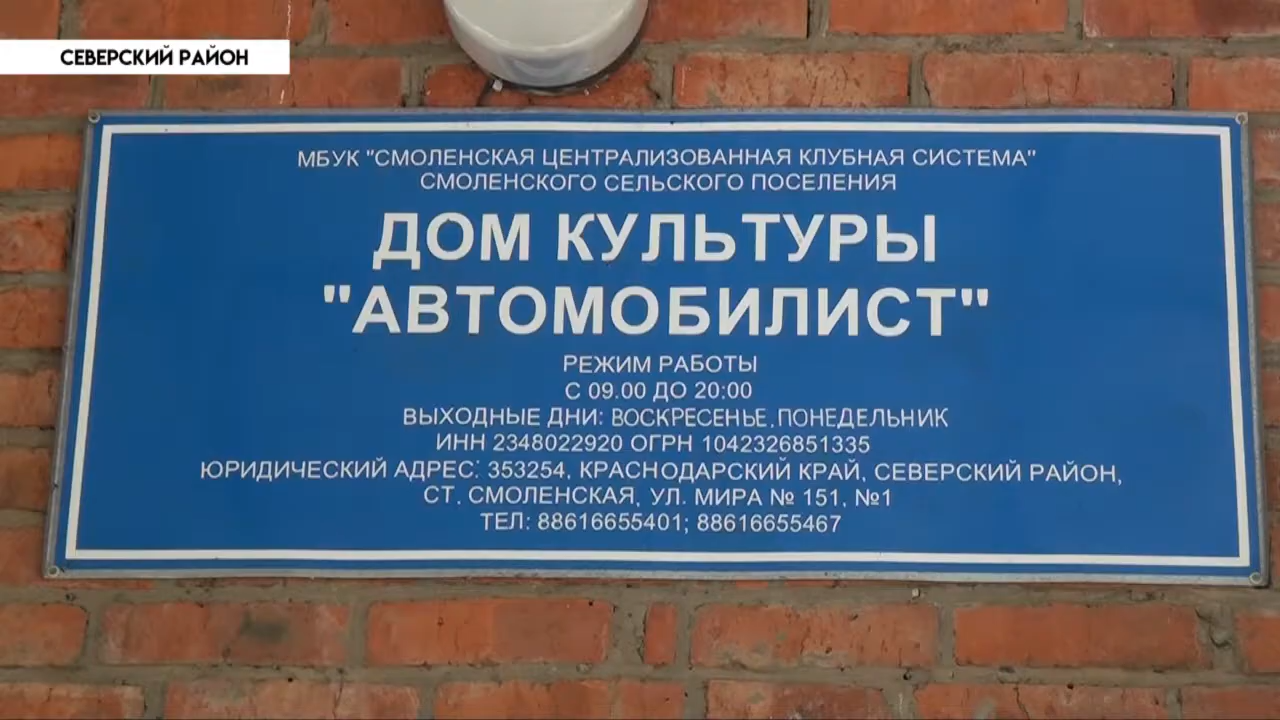 СЕВЕРСКИЙ РАЙОН
МБУК "СМОЛЕНСКАЯ ЦЕНТРАЛИЗОВАННАЯ КЛУБНАЯ СИСТЕМА"
СМОЛЕНСКОГО СЕЛЬСКОГО ПОСЕЛЕНИЯ
ДОМ КУЛЬТУРЫ
"АВТОМОБИЛИСТ"
РЕЖИМ РАБОТЫ
С 09.00 ДО 20:00
ВЫХОДНЫЕ ДНИ: ВОСКРЕСЕНЬЕ, ПОНЕДЕЛЬНИК
ИНН 2348022920 ОГРН 1042326851335
ЮРИДИЧЕСКИЙ АДРЕС: 353254, КРАСНОДАРСКИЙ КРАЙ, СЕВЕРСКИЙ РАЙОН,
СТ. СМОЛЕНСКАЯ, УЛ. МИРА № 151, №1
ТЕЛ: 88616655401; 88616655467